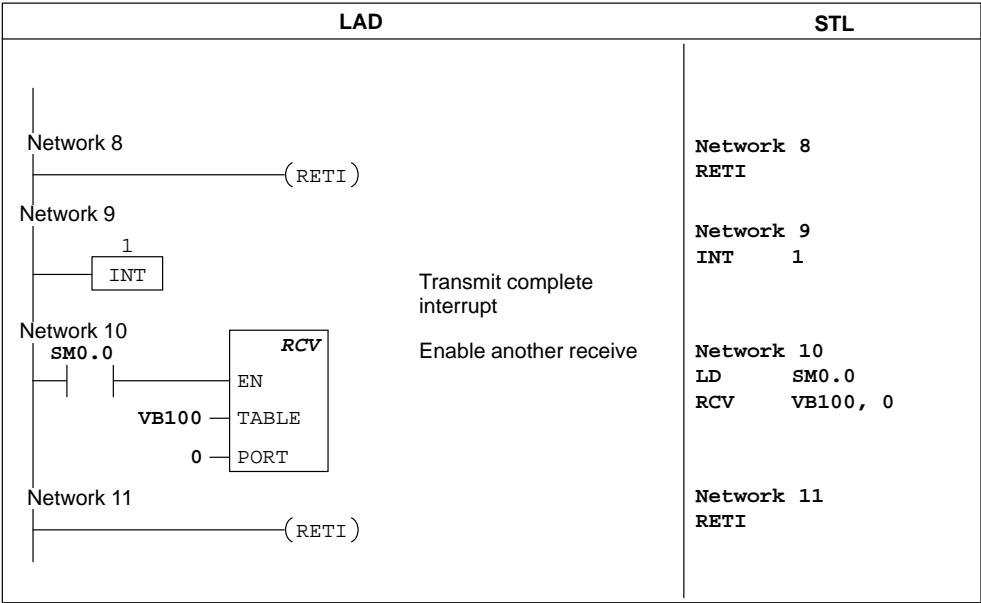 LAD
STL
Network 8
(RETI)
Network 9
1
INT
Transmit complete
interrupt
Network 10
SM0.0
RCV
Enable another receive
EN
VB100
TABLE
0
PORT
Network 11
(RETI)
Network 8
RETI
Network 9
INT 1
Network 10
LD SM0.0
RCV VB100, 0
Network 11
RETI